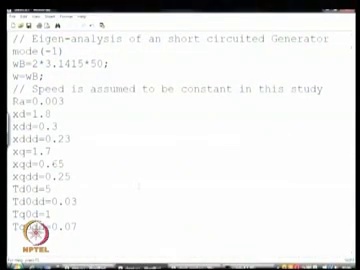 // Eigen-analysis of an short circuited Generator
mode(-1)
wB=2*3.1415*50;
w=wB;
// Speed is assumed to be constant in this study
Ra=0.003
xd=1.8
xdd=0.3
xddd=0.23
xq=1.7
xqd=0.65
xqdd=0.25
Td0d=5
Td0dd=0.03
Tq0d=1
0.07
NPTEL